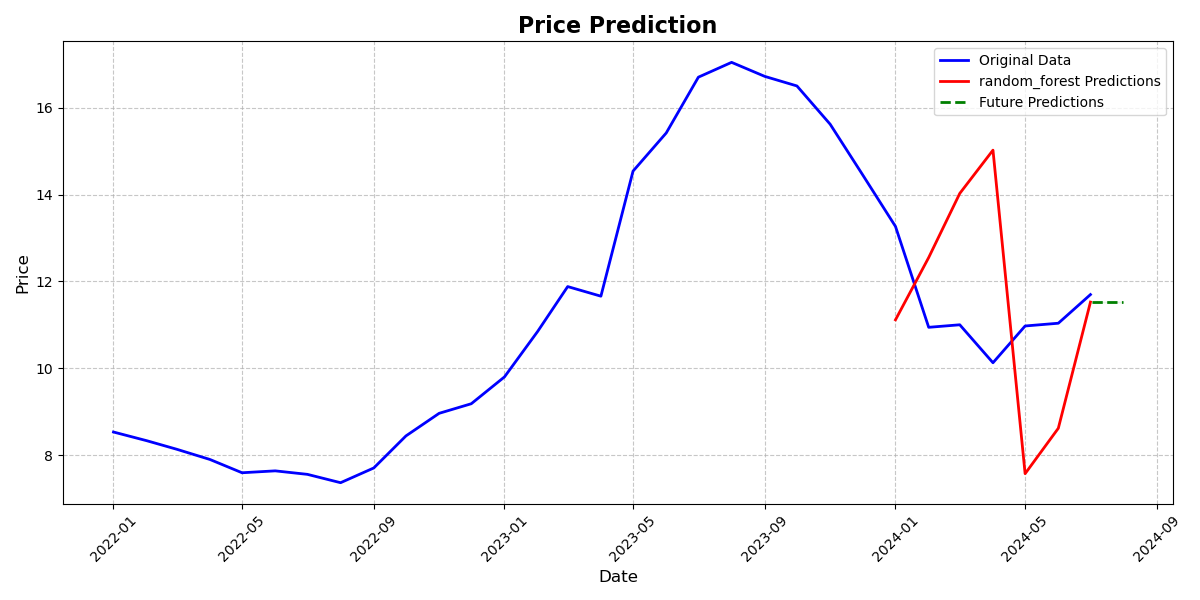 Price Prediction
Original Data
random_forest Predictions
Future Predictions
Price
16
14
12
10
8
2022-01
2022-05
2022-09
2023-01
2023-05
2023-09
2024-01
2024-05
2024-09
Date